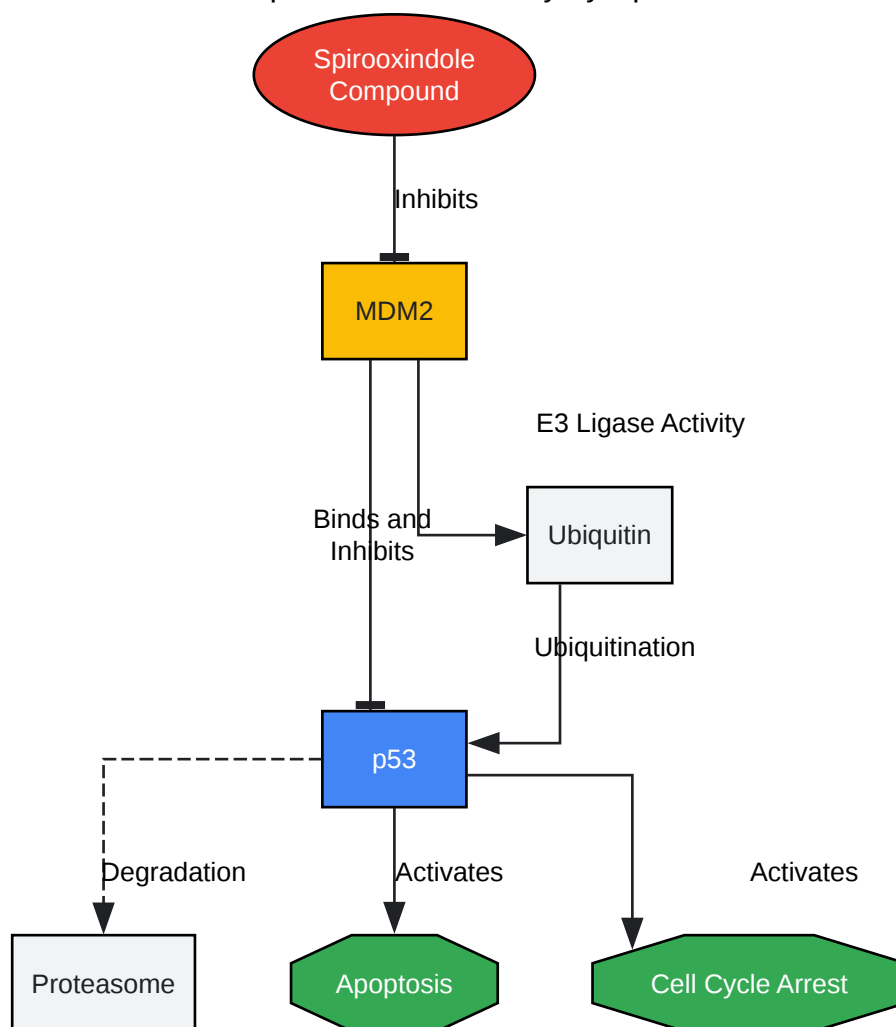 Spirooxindole
Compound
Inhibits
MDM2
E3 Ligase Activity
Binds and
Inhibits
Ubiquitin
Ubiquitination
p53
Degradation
Activates
Activates
Proteasome
Apoptosis
Cell Cycle Arrest